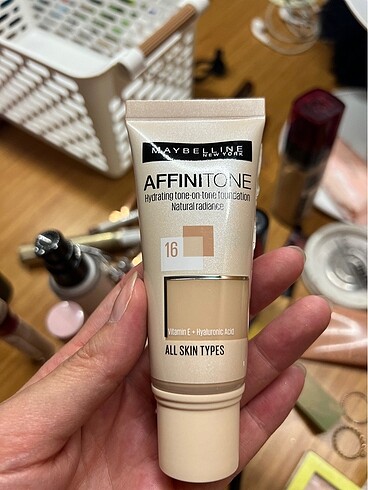 MAYBELLINE
NEW YORK
AFFINITONE
Hydrating tone-on-tone foundation
Natural radiance
16
Vitamin E + Hyaluronic Acid
ALL SKIN TYPES